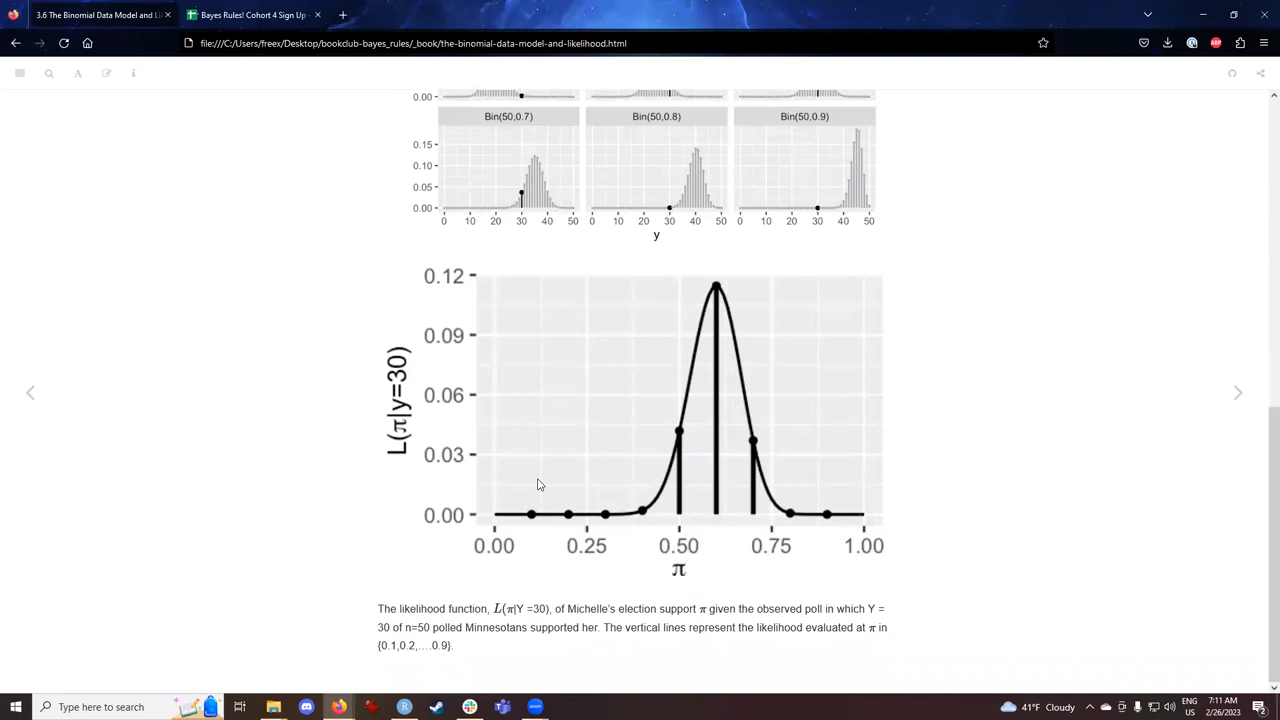 3.6 The Binomial Data Model and Li
Bayes Rules! Cohort 4 Sign Up -
file:///C:/Users/freex/Desktop/bookclub-bayes_rules/_book/the-binomial-data-model-and-likelihood.html
0.00
Bin(50,0.7) Bin(50,0.8) Bin(50,0.9)
0.15
0.10
0.05
0.00
0 10 20 30 40 50 0 10 20 30 40 50 0 10 20 30 40 50
y
0.12
0.09
0.06
0.03
0.00
L(π|y=30)
0.00 0.25 0.50 0.75 1.00
π
The likelihood function, L(π|Y =30), of Michelle's election support π given the observed poll in which Y =
30 of n=50 polled Minnesotans supported her. The vertical lines represent the likelihood evaluated at π in
{0.1,0.2,....0.9}.
Type here to search
41°F Cloudy
ENG
US
7:11 AM
2/26/2023
2